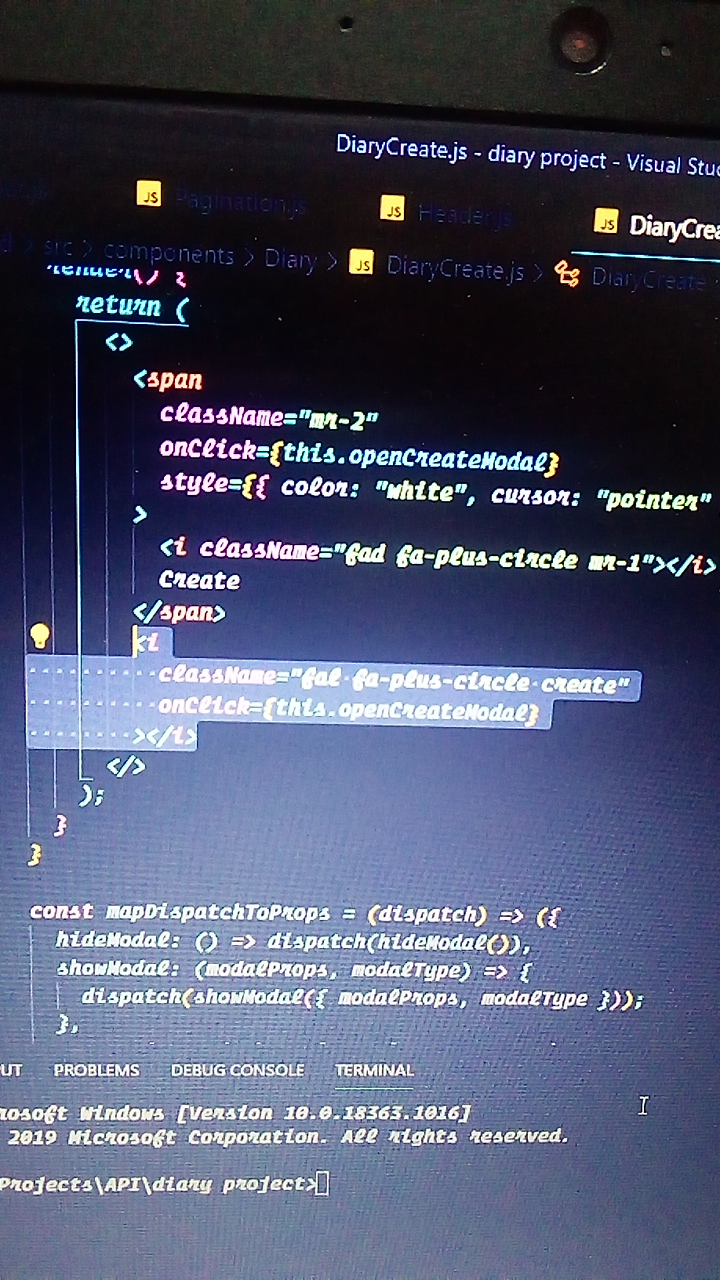 DiaryCreate.js - diary project - Visual Stu
JS Pagination.js JS Header.js JS DiaryCrea
src > components > Diary > JS DiaryCreate.js > DiaryCreate
render() {
return (
<>
<span
className="mr-2"
onClick={this.openCreateModal}
style={{ color: "white", cursor: "pointer"
>
<i className="fad fa-plus-circle mr-1"></i>
Create
</span>
<i
className="fal fa-plus-circle create"
onClick={this.openCreateModal}
></i>
</>
);
}
}
const mapDispatchToProps = (dispatch) => ({
hideModal: () => dispatch(hideModal()),
showModal: (modalProps, modalType) => {
dispatch(showModal({ modalProps, modalType }));
},
UT PROBLEMS DEBUG CONSOLE TERMINAL
rosoft Windows [Version 10.0.18363.1016]
2019 Microsoft Corporation. All rights reserved.
Projects\API\diary project>